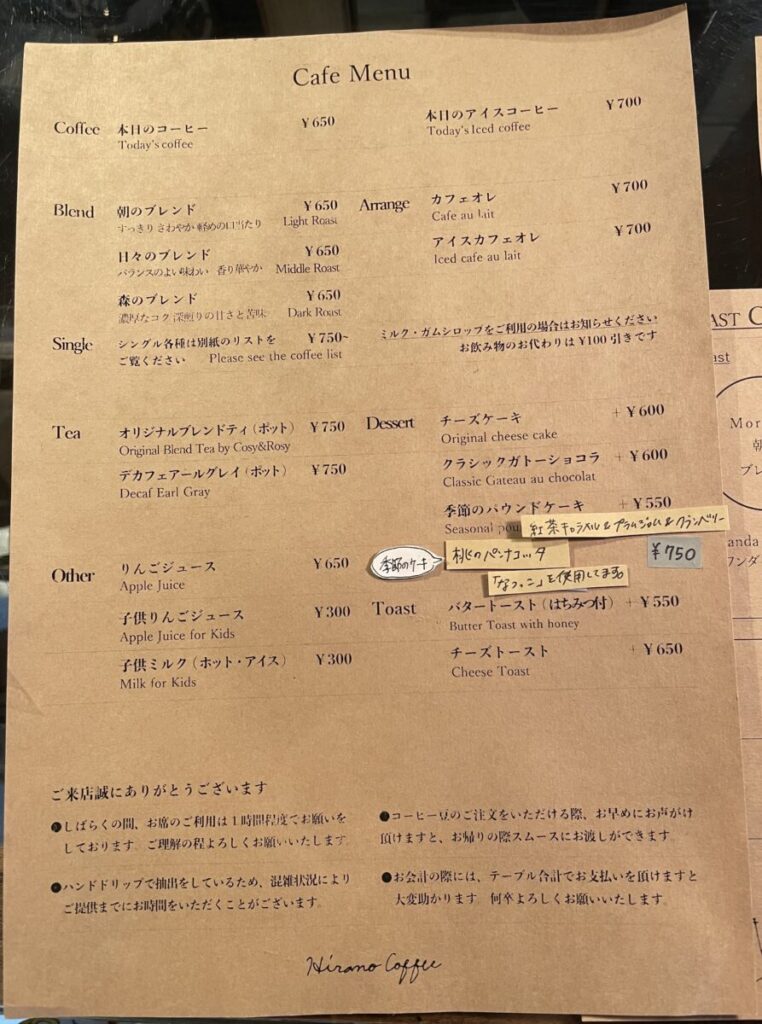 Cafe Menu
Coffee 本日のコーヒー ¥650
Today's coffee
本日のアイスコーヒー ¥700
Today's Iced coffee
Blend 朝のブレンド ¥650
すっきり さわやか 軽めの口当たり Light Roast
日々のブレンド ¥650
バランスのよい味わい 香り華やか Middle Roast
森のブレンド ¥650
濃厚なコク 深煎りの甘さと苦味 Dark Roast
Arrange カフェオレ ¥700
Cafe au lait
アイスカフェオレ ¥700
Iced cafe au lait
Single シングル各種は別紙のリストを ¥750~
ご覧ください Please see the coffee list
ミルク・ガムシロップをご利用の場合はお知らせください
お飲み物のお代わりは ¥100 引きです
Tea オリジナルブレンドティ(ポット) ¥750
Original Blend Tea by Cosy&Rosy
デカフェアールグレイ(ポット) ¥750
Decaf Earl Gray
Dessert チーズケーキ + ¥600
Original cheese cake
クラシックガトーショコラ + ¥600
Classic Gateau au chocolat
季節のパウンドケーキ + ¥550
Seasonal pou
紅茶キャラメル & プラムジャム & クランベリー
季節のケーキ 桃のパンナコッタ ¥750
「なつっこ」を使用してます。
Other りんごジュース ¥650
Apple Juice
子供りんごジュース ¥300
Apple Juice for Kids
子供ミルク(ホット・アイス) ¥300
Milk for Kids
Toast バタートースト(はちみつ付) + ¥550
Butter Toast with honey
チーズトースト + ¥650
Cheese Toast
ご来店誠にありがとうございます
●しばらくの間、お席のご利用は1時間程度でお願いを
しております。ご理解の程よろしくお願いいたします。
●ハンドドリップで抽出をしているため、混雑状況により
ご提供までにお時間をいただくことがございます。
●コーヒー豆のご注文をいただける際、お早めにお声がけ
頂けますと、お帰りの際スムースにお渡しができます。
●お会計の際には、テーブル合計でお支払いを頂けますと
大変助かります。何卒よろしくお願いいたします。
Hirano Coffee
AST C
ast
Mor
朝
ブレ
anda
ワンダ